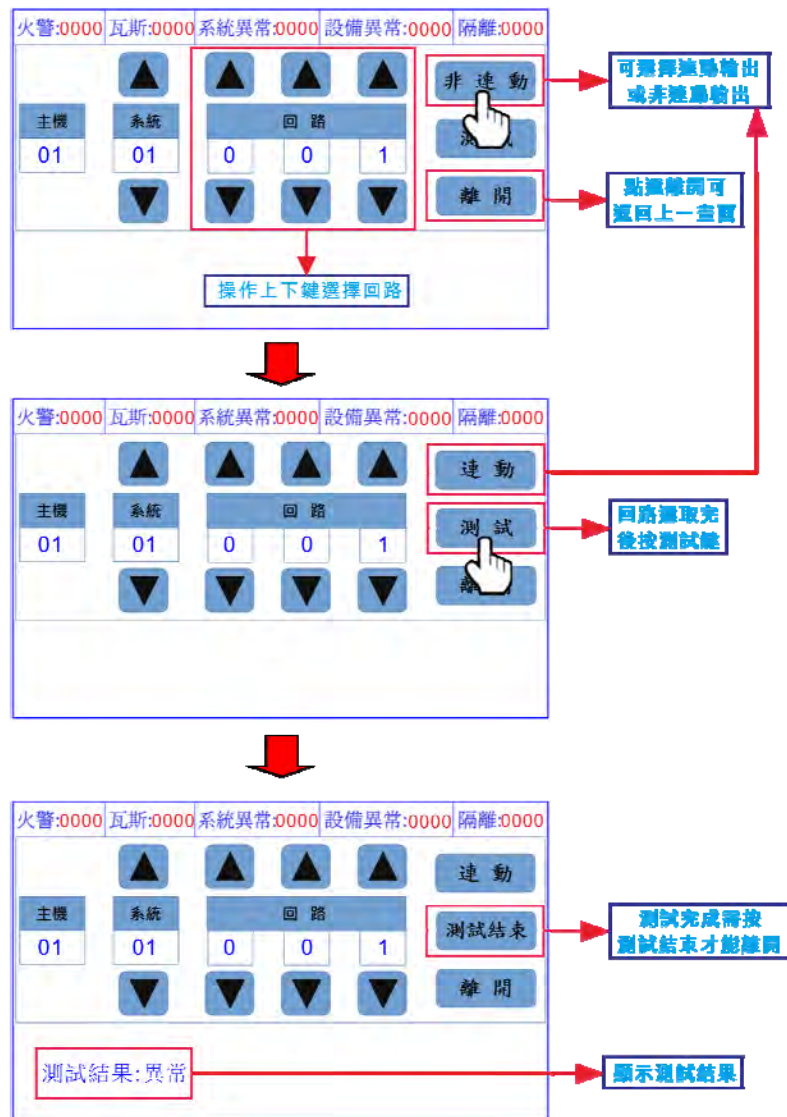 火警:0000 瓦斯:0000 系統異常:0000 設備異常:0000 隔離:0000
非 連 動
可選擇連動輸出
或非連動輸出
主機 系統 回 路
01 01 0 0 1
測 試
離 開
點選離開可
返回上一畫面
操作上下鍵選擇回路
火警:0000 瓦斯:0000 系統異常:0000 設備異常:0000 隔離:0000
連 動
主機 系統 回 路
01 01 0 0 1
測 試
回路選取完
後按測試鍵
離 開
火警:0000 瓦斯:0000 系統異常:0000 設備異常:0000 隔離:0000
連 動
主機 系統 回 路
01 01 0 0 1
測試結束
測試完成需按
測試結束才能離開
離 開
測試結果:異常
顯示測試結果